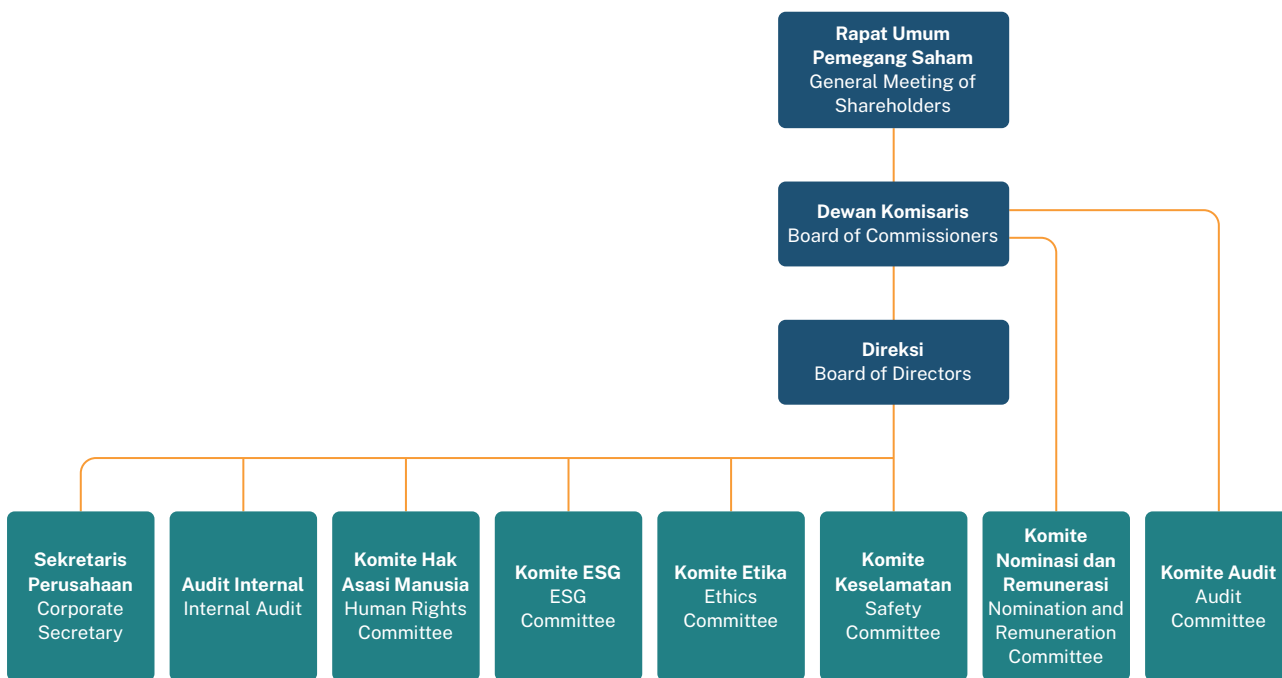 Rapat Umum
Pemegang Saham
General Meeting of
Shareholders
Dewan Komisaris
Board of Commissioners
Direksi
Board of Directors
Sekretaris
Perusahaan
Corporate
Secretary
Audit Internal
Internal Audit
Komite Hak
Asasi Manusia
Human Rights
Committee
Komite ESG
ESG
Committee
Komite Etika
Ethics
Committee
Komite
Keselamatan
Safety
Committee
Komite
Nominasi dan
Remunerasi
Nomination and
Remuneration
Committee
Komite Audit
Audit
Committee